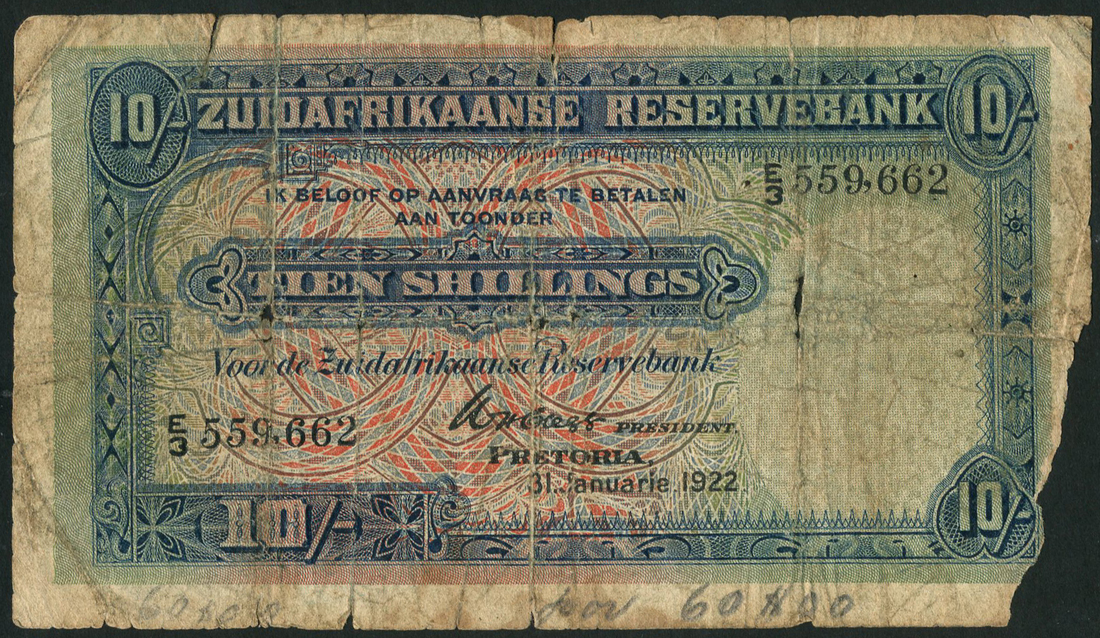 10/- ZUIDAFRIKAANSE RESERVEBANK 10/-
E/3 559,662
IK BELOOF OP AANVRAAG TE BETALEN
AAN TOONDER
TIEN SHILLINGS
Voor de Zuidafrikaanse Reservebank
E/3 559,662
PRESIDENT.
PRETORIA,
31 Januarie 1922
10/- 10/-